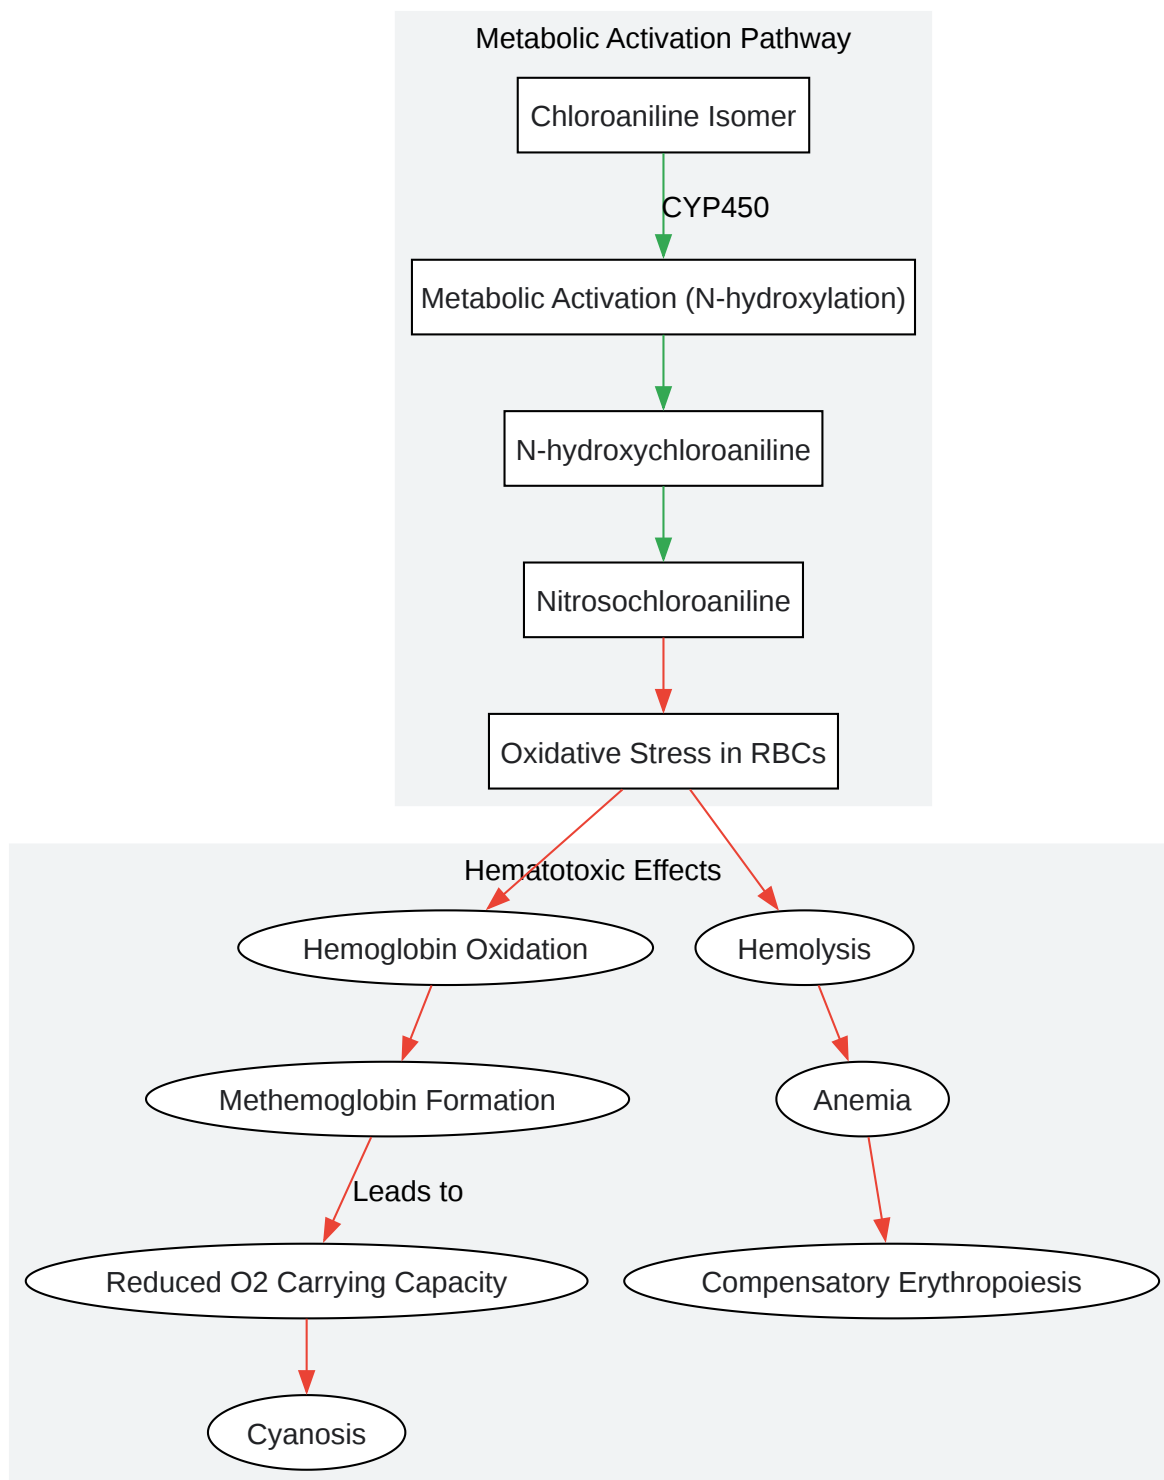 Metabolic Activation Pathway
Chloroaniline Isomer
CYP450
Metabolic Activation (N-hydroxylation)
N-hydroxychloroaniline
Nitrosochloroaniline
Oxidative Stress in RBCs
Hematotoxic Effects
Hemoglobin Oxidation
Hemolysis
Methemoglobin Formation
Anemia
Leads to
Reduced O2 Carrying Capacity
Compensatory Erythropoiesis
Cyanosis